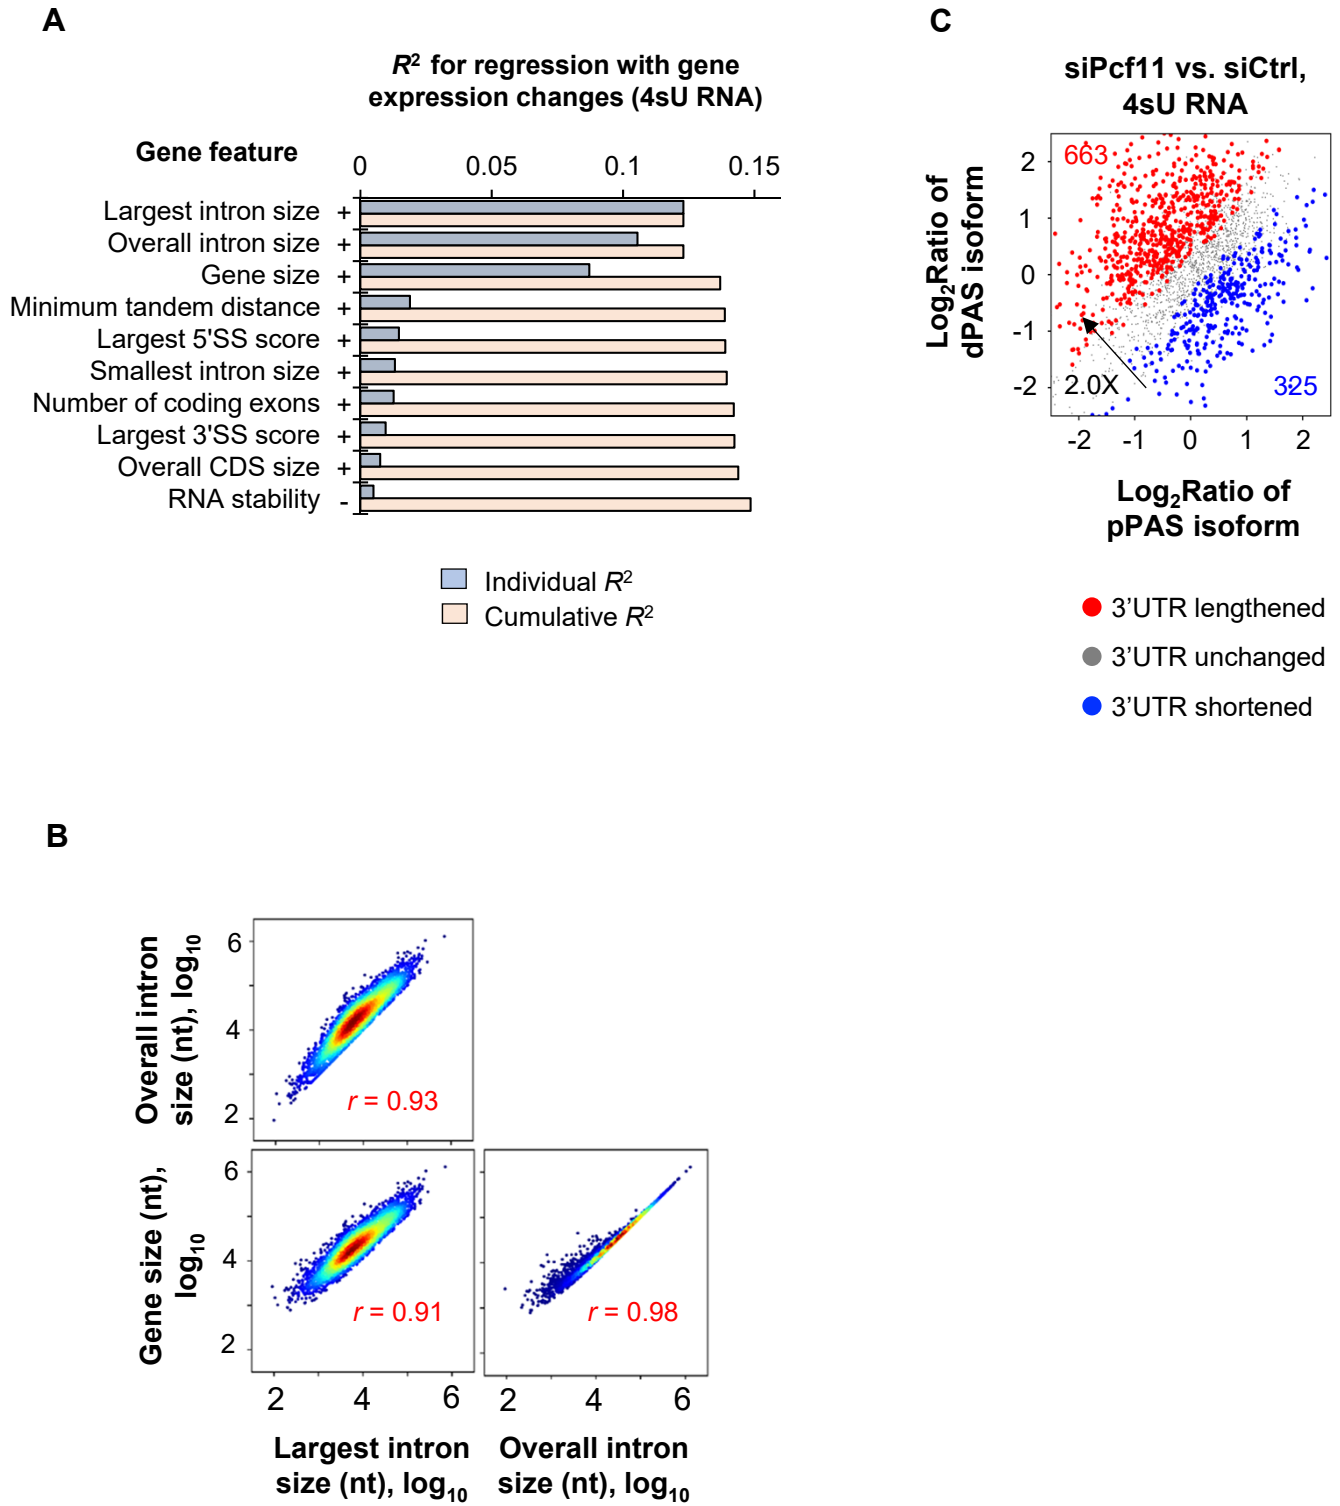 A
R² for regression with gene
expression changes (4sU RNA)
Gene feature
0 0.05 0.1 0.15
Largest intron size +
Overall intron size +
Gene size +
Minimum tandem distance +
Largest 5'SS score +
Smallest intron size +
Number of coding exons +
Largest 3'SS score +
Overall CDS size +
RNA stability -
Individual R²
Cumulative R²
C
siPcf11 vs. siCtrl,
4sU RNA
Log₂Ratio of
dPAS isoform
2
1
0
-1
-2
663
2.0X
325
-2 -1 0 1 2
Log₂Ratio of
pPAS isoform
3’UTR lengthened
3’UTR unchanged
3’UTR shortened
B
Overall intron
size (nt), log₁₀
6
4
2
r = 0.93
Gene size (nt),
log₁₀
6
4
2
r = 0.91
r = 0.98
2 4 6
2 4 6
Largest intron
size (nt), log₁₀
Overall intron
size (nt), log₁₀